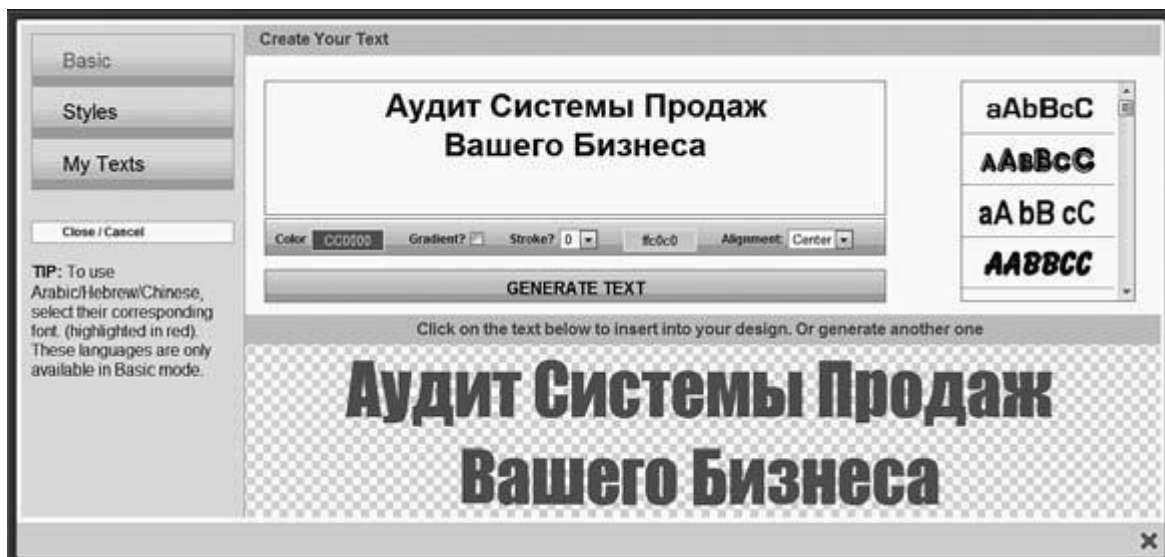 Basic
Styles
My Texts
Close / Cancel
TIP: To use
Arabic/Hebrew/Chinese,
select their corresponding
font. (highlighted in red).
These languages are only
available in Basic mode.
Create Your Text
Аудит Системы Продаж
Вашего Бизнеса
Color CC0000 Gradient? Stroke? 0 ffc0c0 Alignment: Center
GENERATE TEXT
aAbBcC
AABBCC
aA bB cC
AABBCC
Click on the text below to insert into your design. Or generate another one
Аудит Системы Продаж
Вашего Бизнеса